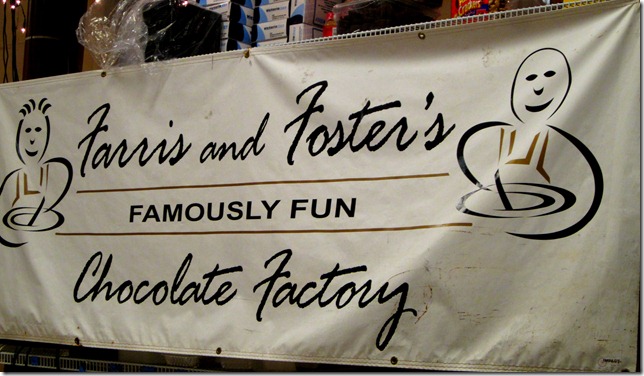 Farris and Foster's
FAMOUSLY FUN
Chocolate Factory